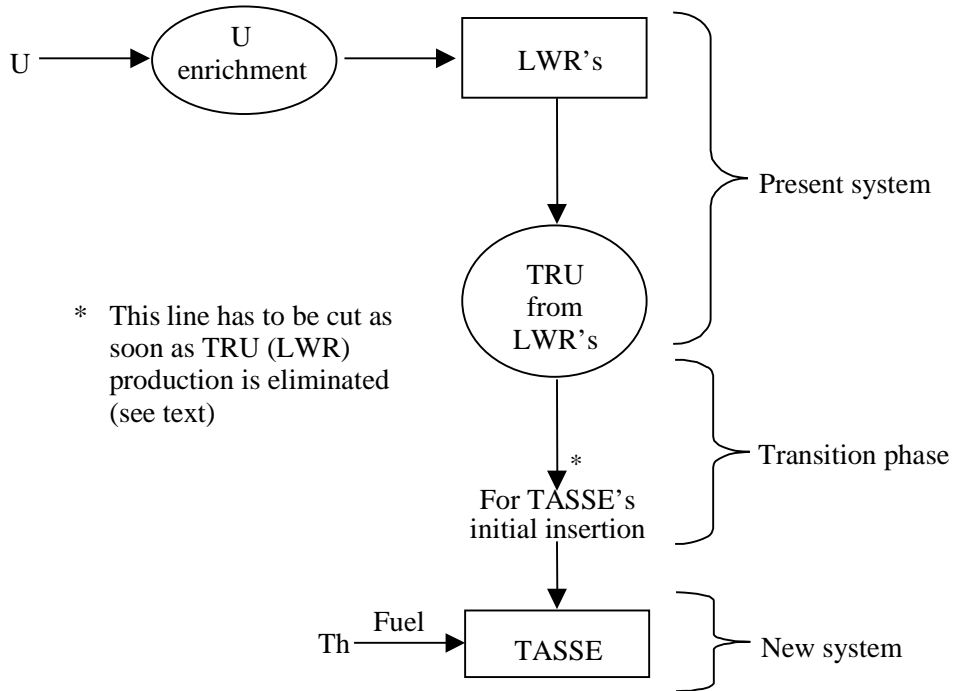 U
U
enrichment
LWR's
Present system
TRU
from
LWR's
* This line has to be cut as
soon as TRU (LWR)
production is eliminated
(see text)
Transition phase
*
For TASSE's
initial insertion
Th
Fuel
TASSE
New system